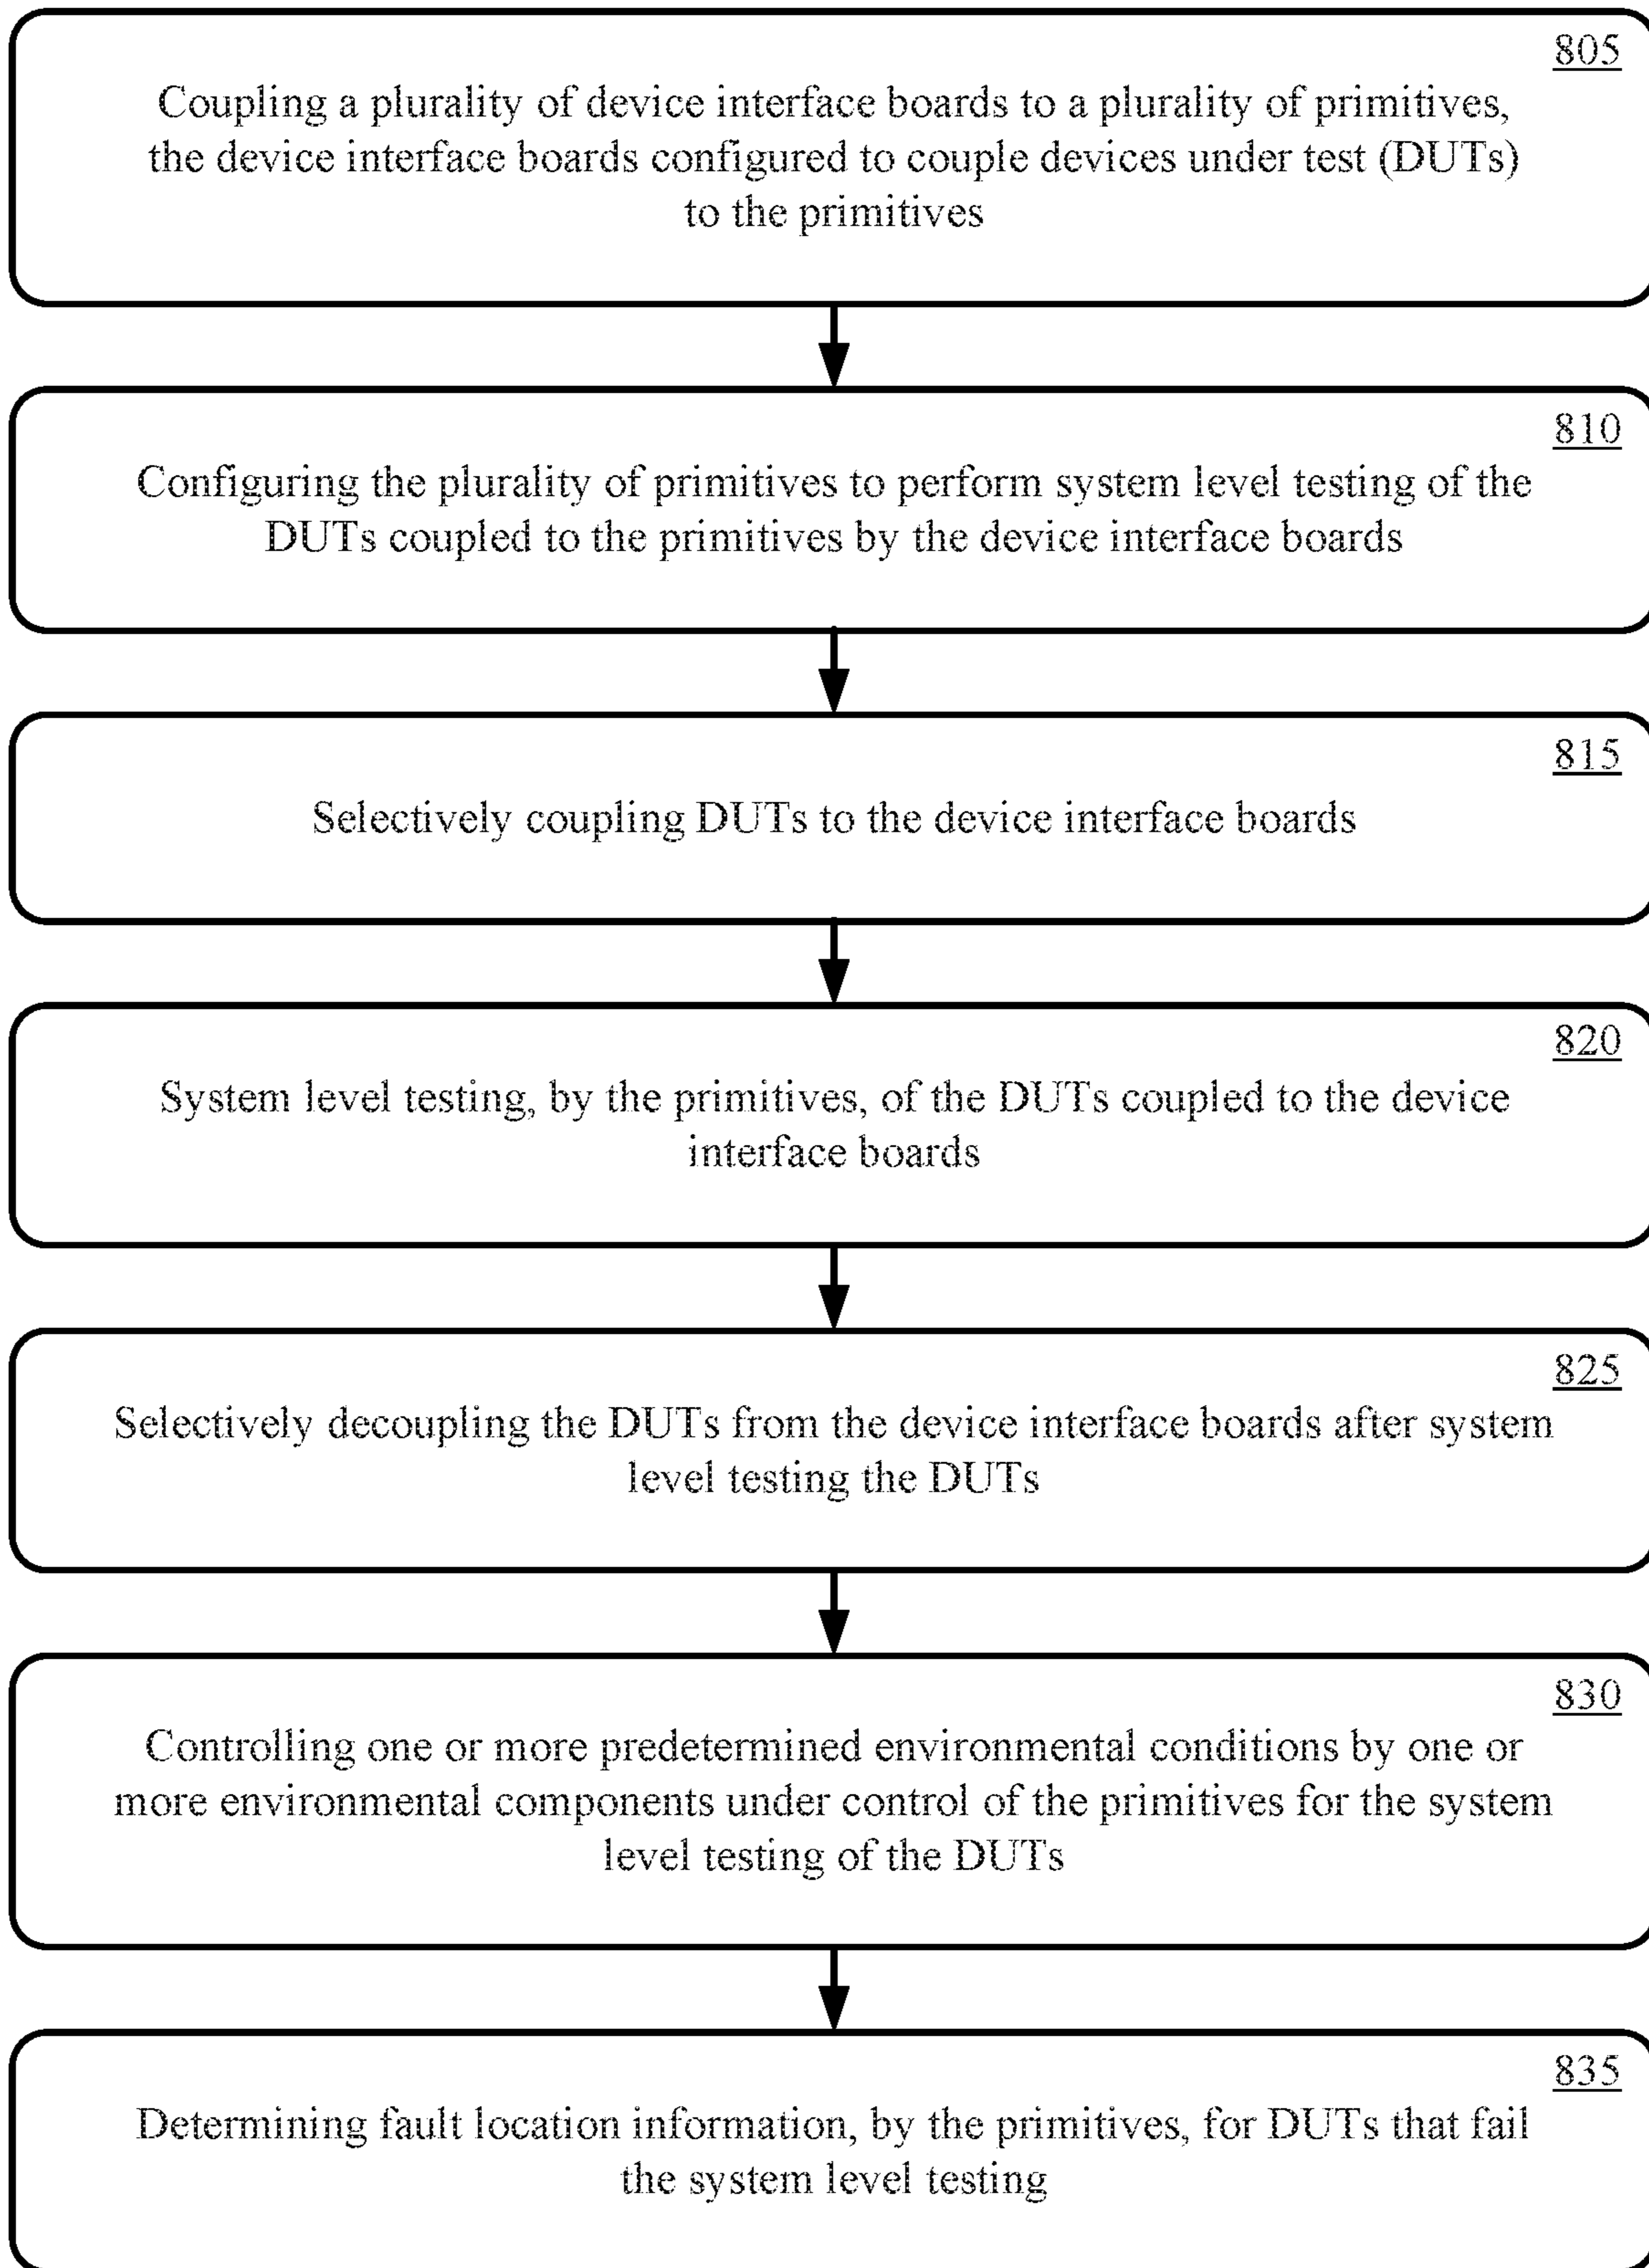 805
Coupling a plurality of device interface boards to a plurality of primitives,
the device interface boards configured to couple devices under test (DUTs)
to the primitives
810
Configuring the plurality of primitives to perform system level testing of the
DUTs coupled to the primitives by the device interface boards
815
Selectively coupling DUTs to the device interface boards
820
System level testing, by the primitives, of the DUTs coupled to the device
interface boards
825
Selectively decoupling the DUTs from the device interface boards after system
level testing the DUTs
830
Controlling one or more predetermined environmental conditions by one or
more environmental components under control of the primitives for the system
level testing of the DUTs
835
Determining fault location information, by the primitives, for DUTs that fail
the system level testing